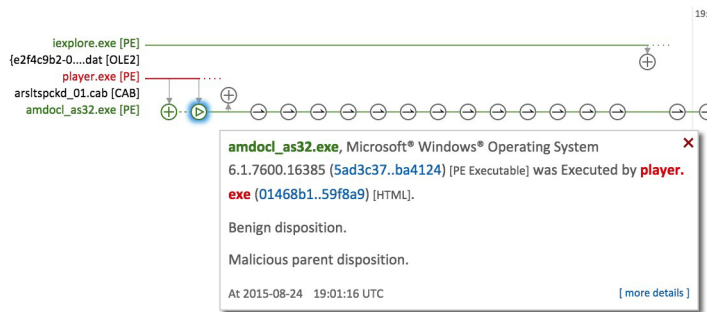 19:
iexplore.exe [PE]
{e2f4c9b2-0....dat [OLE2]
player.exe [PE]
arsltspckd_01.cab [CAB]
amdocl_as32.exe [PE]
amdocl_as32.exe, Microsoft® Windows® Operating System
6.1.7600.16385 (5ad3c37..ba4124) [PE Executable] was Executed by player.
exe (01468b1..59f8a9) [HTML].
Benign disposition.
Malicious parent disposition.
At 2015-08-24 19:01:16 UTC
[ more details ]